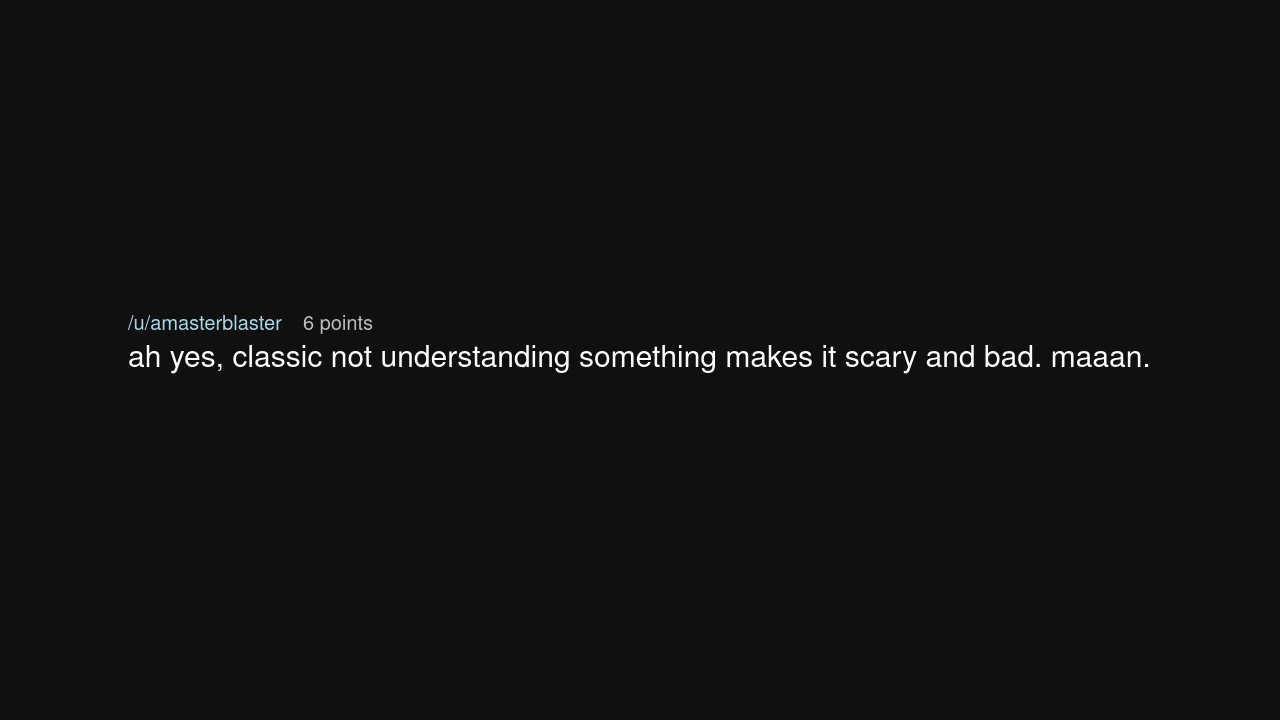 /u/amasterblaster 6 points
ah yes, classic not understanding something makes it scary and bad. maaan.